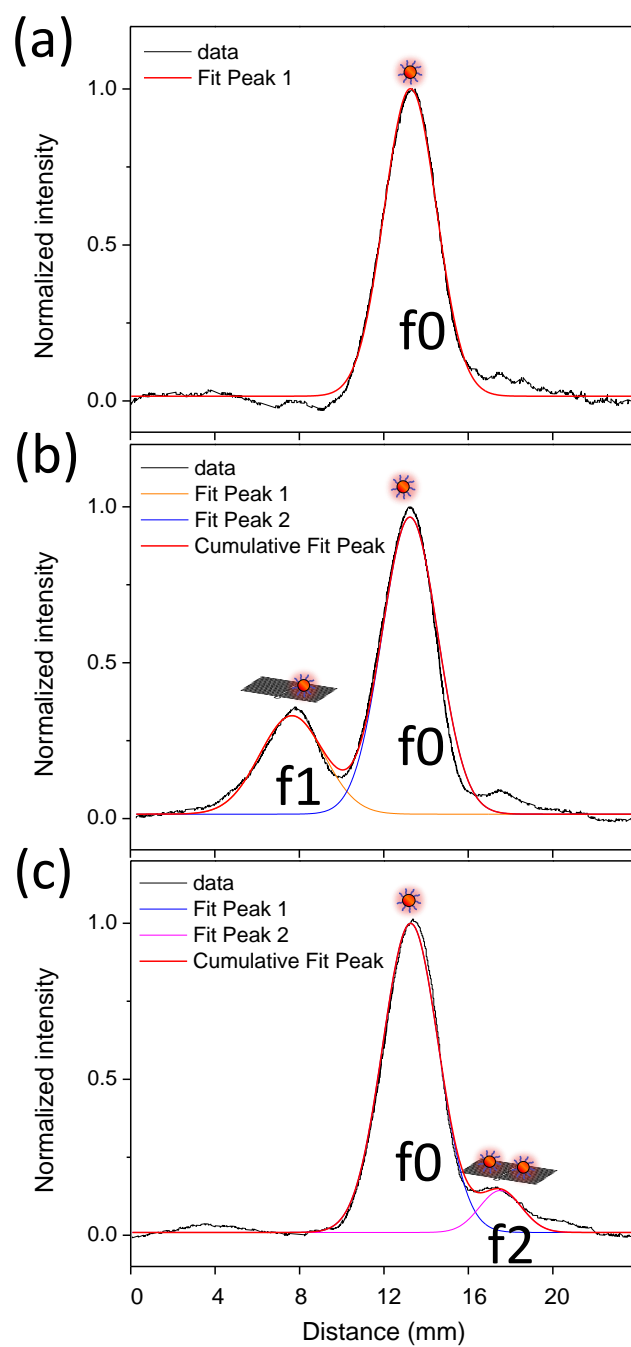 (a)
data
Fit Peak 1
1.0
0.5
0.0
Normalized intensity
f0
(b)
data
Fit Peak 1
Fit Peak 2
Cumulative Fit Peak
1.0
0.5
0.0
Normalized intensity
f1
f0
(c)
data
Fit Peak 1
Fit Peak 2
Cumulative Fit Peak
1.0
0.5
0.0
Normalized intensity
f0
f2
0 4 8 12 16 20
Distance (mm)